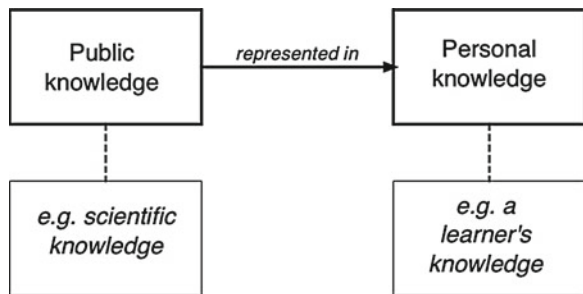 Public
knowledge
represented in
Personal
knowledge
e.g. scientific
knowledge
e.g. a
learner's
knowledge